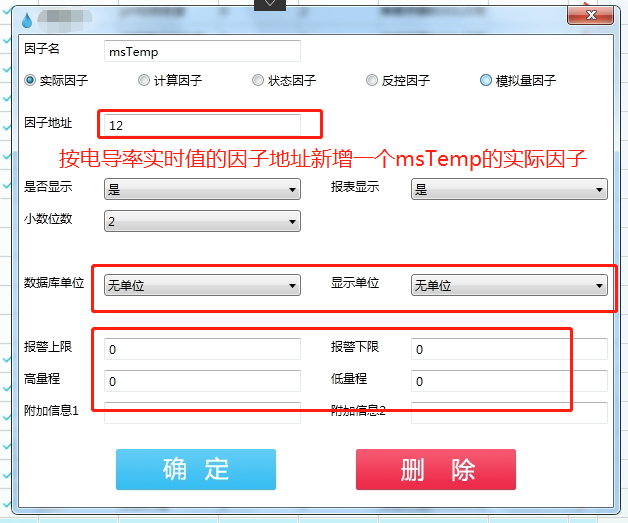 因子名 msTemp
实际因子 计算因子 状态因子 反控因子 模拟量因子
因子地址 12
按电导率实时值的因子地址新增一个msTemp的实际因子
是否显示 是 报表显示 是
小数位数 2
数据库单位 无单位 显示单位 无单位
报警上限 0 报警下限 0
高量程 0 低量程 0
附加信息1 附加信息2
确 定 删 除